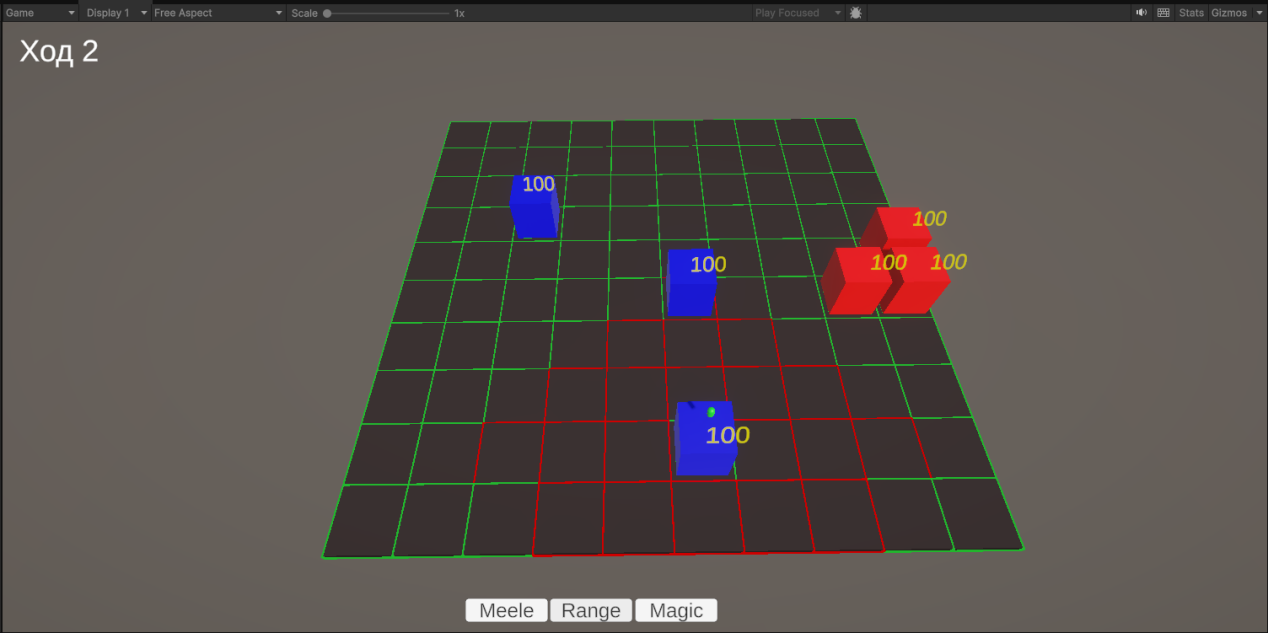 Game Display 1 Free Aspect Scale 1x Play Focused Stats Gizmos
Ход 2
100
100
100
100 100
100
Meele Range Magic